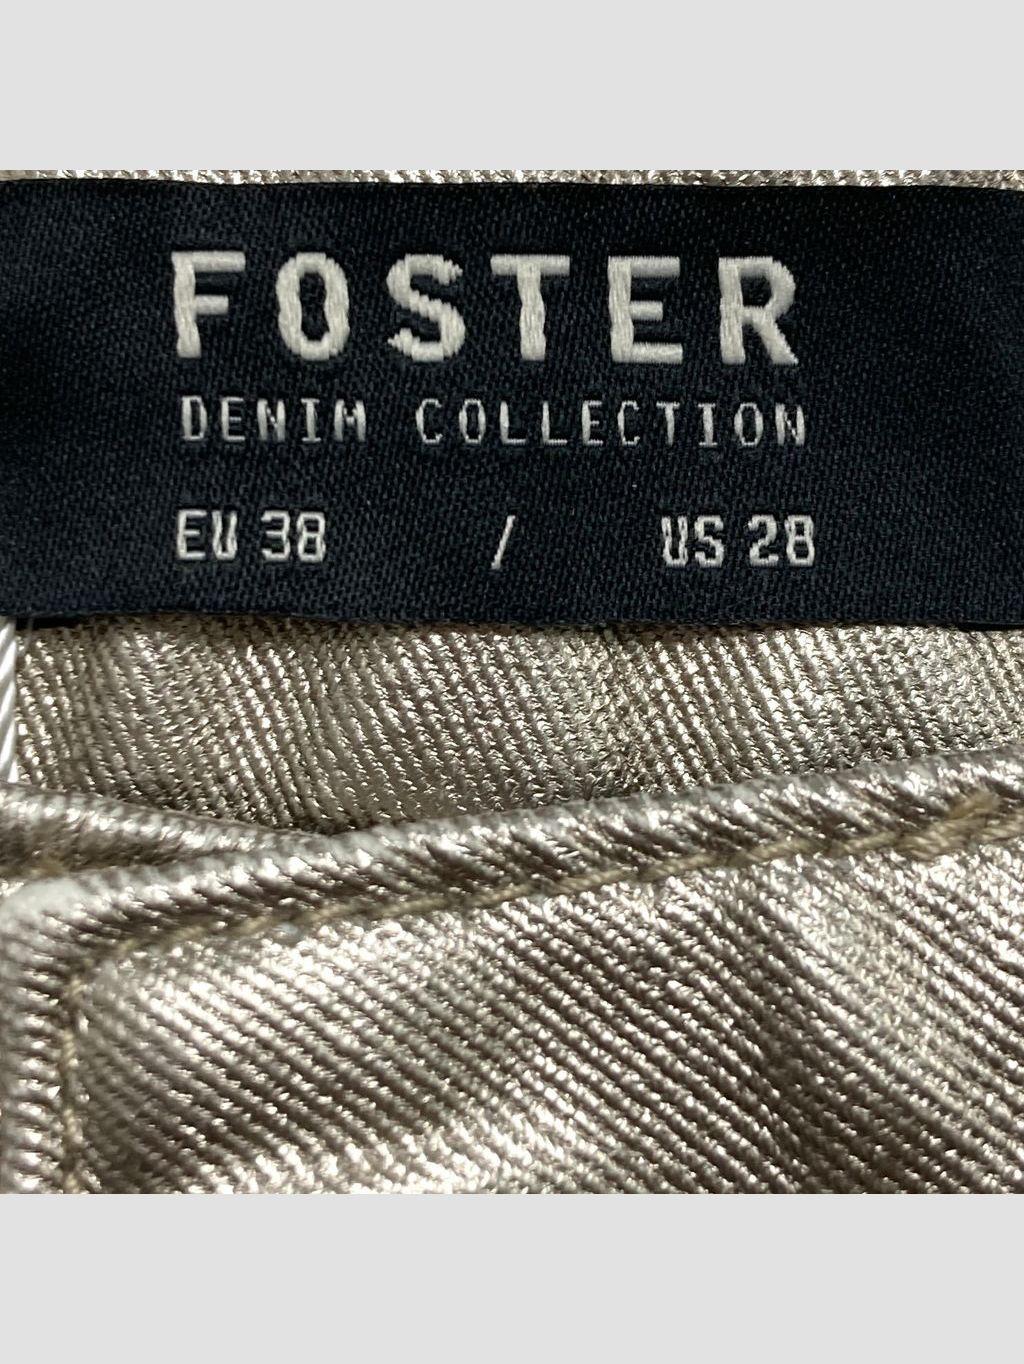 FOSTER
DENIM COLLECTION
EU 38 / US 28